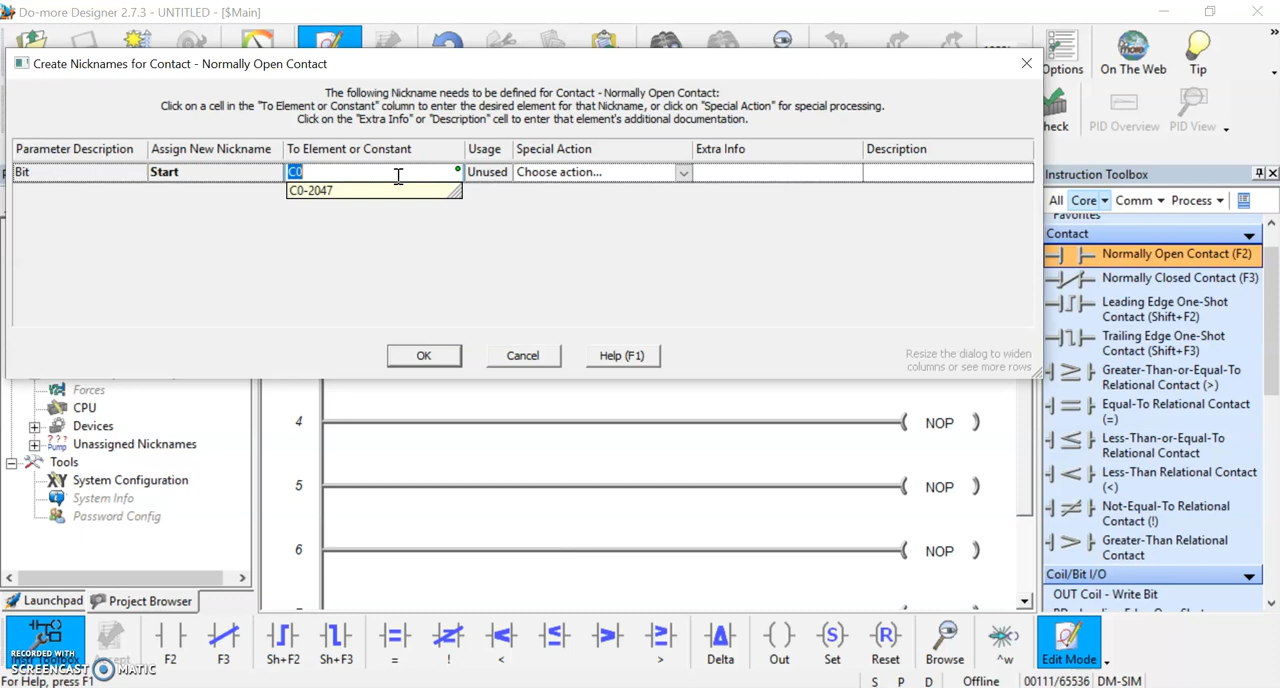 Do-more Designer 2.7.3 - UNTITLED - [$Main]
Create Nicknames for Contact - Normally Open Contact
The following Nickname needs to be defined for Contact - Normally Open Contact:
Click on a cell in the "To Element or Constant" column to enter the desired element for that Nickname, or click on "Special Action" for special processing.
Click on the "Extra Info" or "Description" cell to enter that element's additional documentation.
Parameter Description Assign New Nickname To Element or Constant Usage Special Action Extra Info Description
Bit Start C0 Unused Choose action...
C0-2047
OK Cancel Help (F1)
Resize the dialog to widen
columns or see more rows
Options On The Web Tip
heck PID Overview PID View
Instruction Toolbox
All Core Comm Process
Favorites
Contact
Normally Open Contact (F2)
Normally Closed Contact (F3)
Leading Edge One-Shot
Contact (Shift+F2)
Trailing Edge One-Shot
Contact (Shift+F3)
Greater-Than-or-Equal-To
Relational Contact (>)
Equal-To Relational Contact
(=)
Less-Than-or-Equal-To
Relational Contact
Less-Than Relational Contact
(<)
Not-Equal-To Relational
Contact (!)
Greater-Than Relational
Contact
Coil/Bit I/O
OUT Coil - Write Bit
Forces
CPU
Devices
??? Pump Unassigned Nicknames
Tools
XY System Configuration
System Info
Password Config
Launchpad Project Browser
4 NOP
5 NOP
6 NOP
F2 F3 Sh+F2 Sh+F3 = ! < > Delta Out Set Reset Browse ^w Edit Mode
RECORDED WITH
SCREENCAST MATIC
For Help, press F1
S P D Offline 00111/65536 DM-SIM